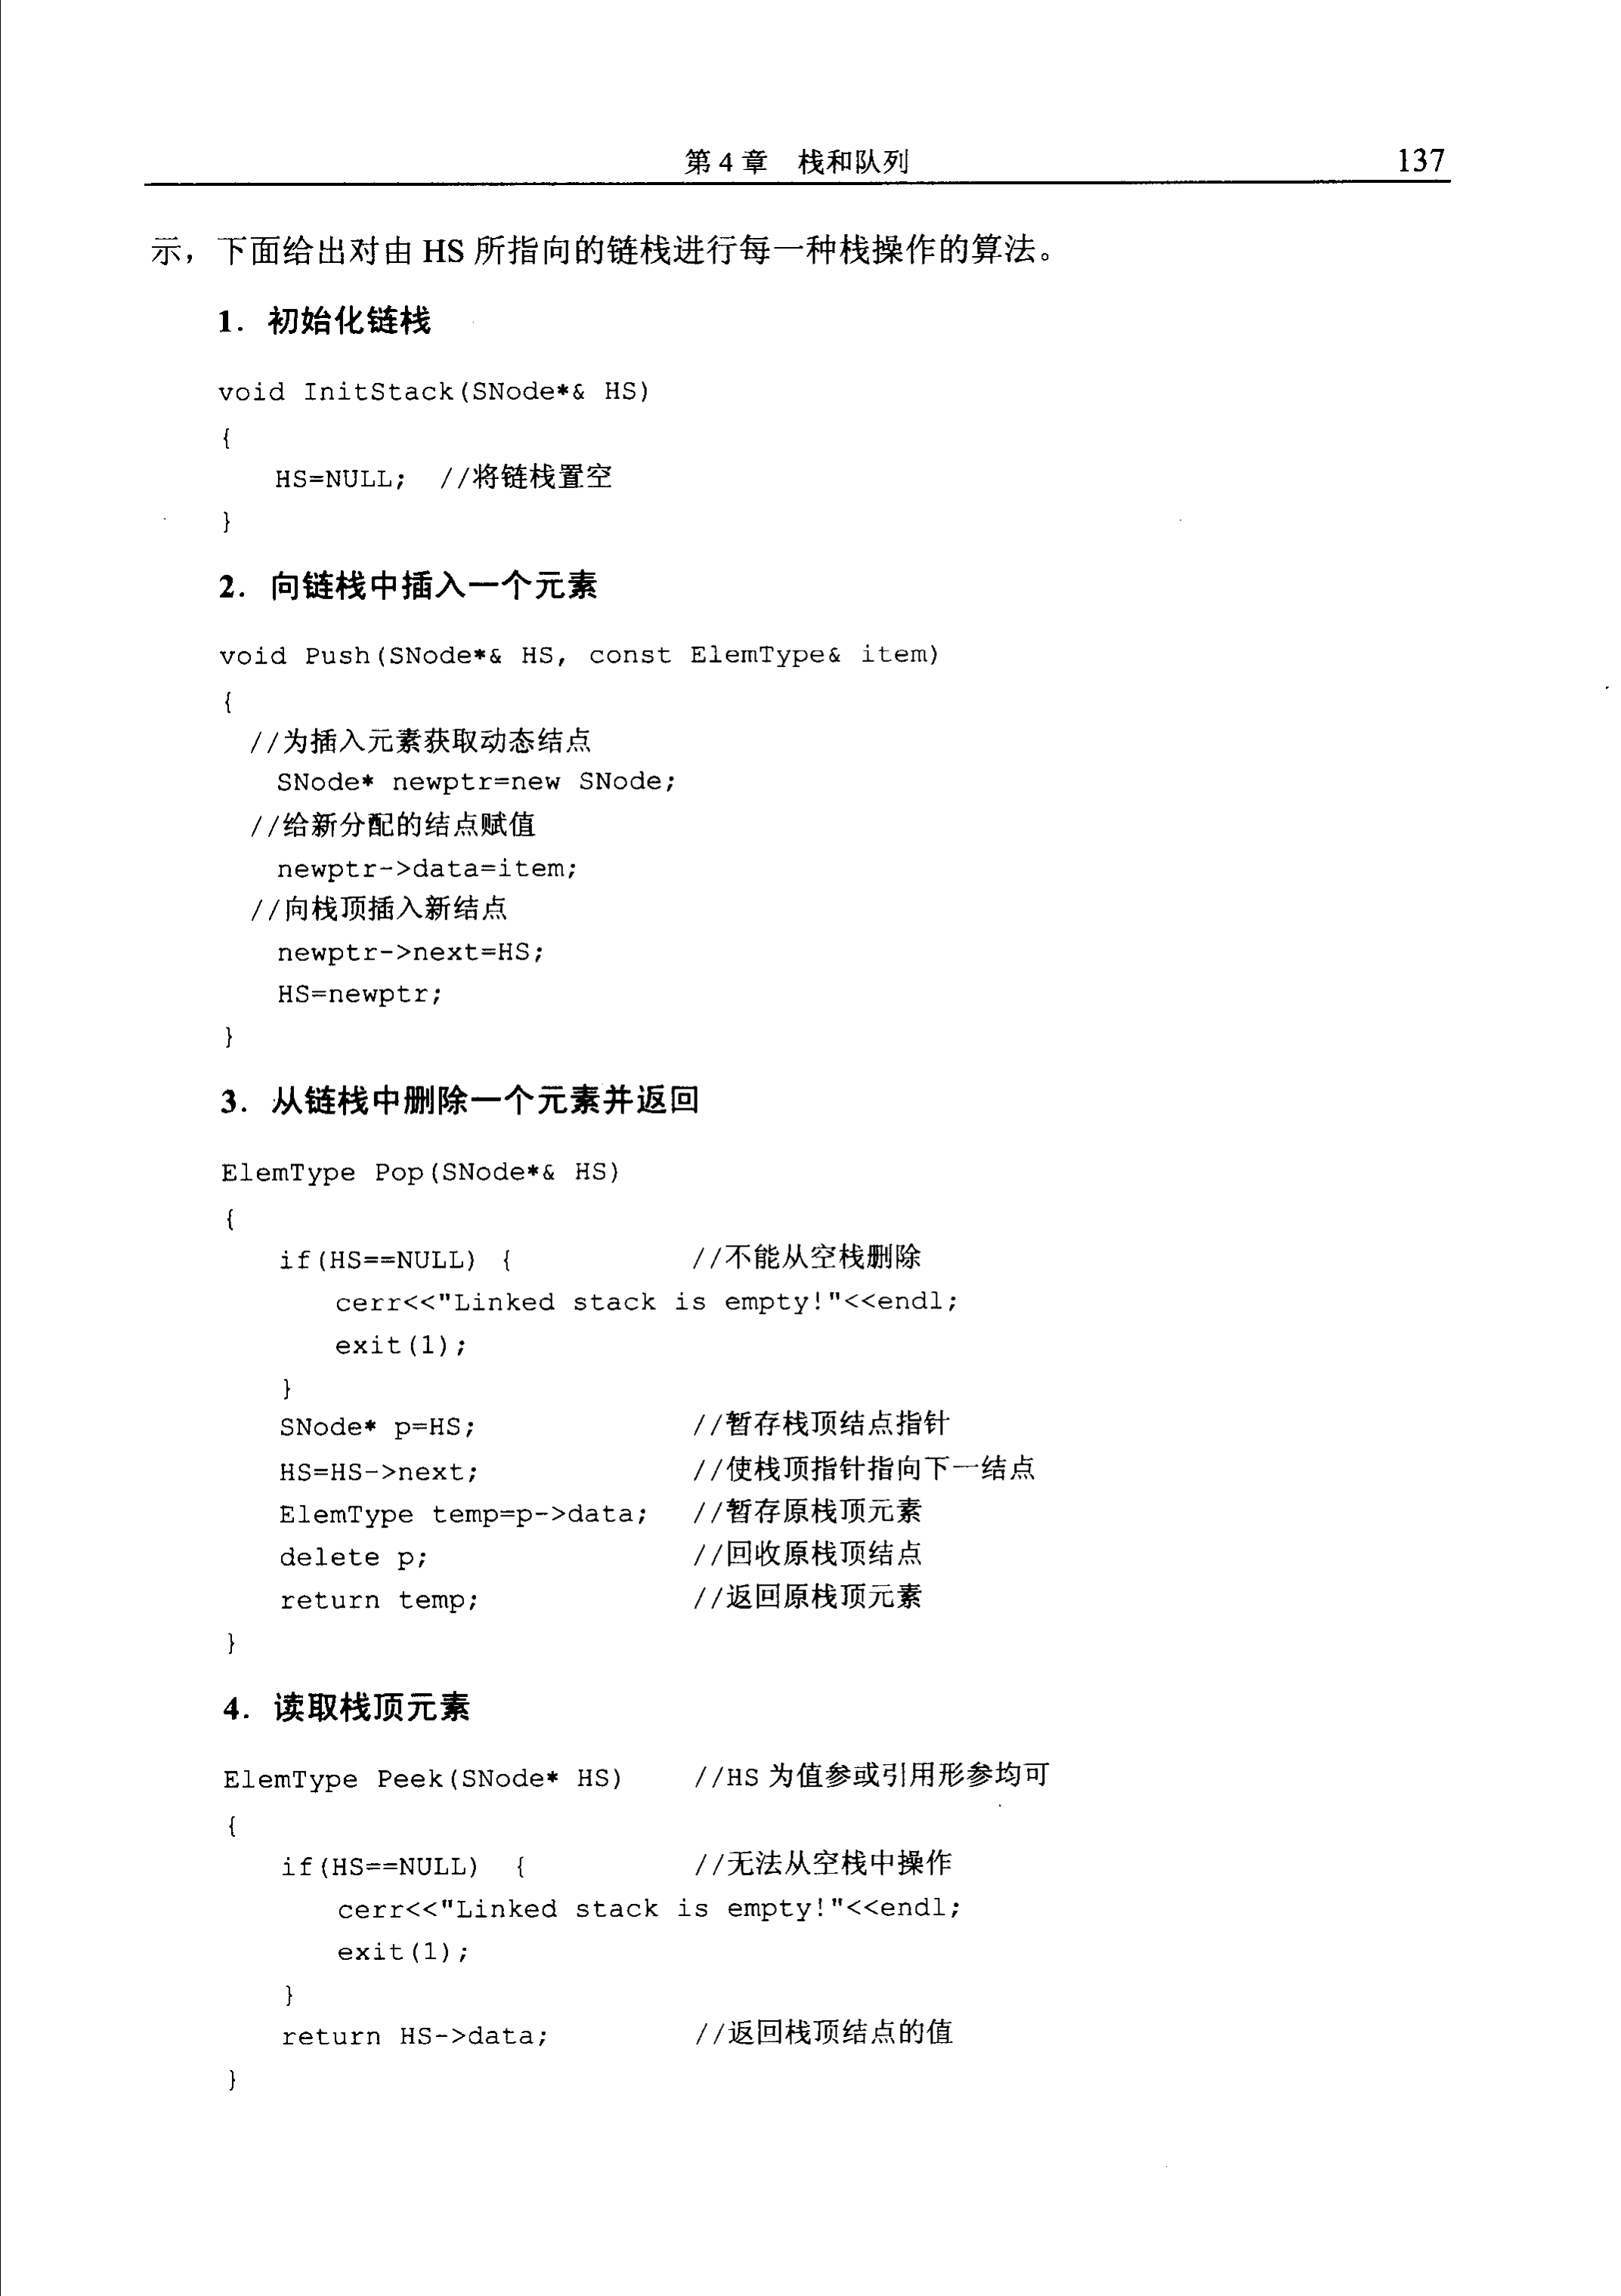 第 4 章　栈和队列　137
示，下面给出对由 HS 所指向的链栈进行每一种栈操作的算法。
1．初始化链栈
void InitStack(SNode*& HS)
{
    HS=NULL;  //将链栈置空
}
2．向链栈中插入一个元素
void Push(SNode*& HS, const ElemType& item)
{
  //为插入元素获取动态结点
    SNode* newptr=new SNode;
  //给新分配的结点赋值
    newptr->data=item;
  //向栈顶插入新结点
    newptr->next=HS;
    HS=newptr;
}
3．从链栈中删除一个元素并返回
ElemType Pop(SNode*& HS)
{
    if(HS==NULL) {              //不能从空栈删除
        cerr<<"Linked stack is empty!"<<endl;
        exit(1);
    }
    SNode* p=HS;                //暂存栈顶结点指针
    HS=HS->next;                //使栈顶指针指向下一结点
    ElemType temp=p->data;      //暂存原栈顶元素
    delete p;                   //回收原栈顶结点
    return temp;                //返回原栈顶元素
}
4．读取栈顶元素
ElemType Peek(SNode* HS)        //HS 为值参或引用形参均可
{
    if(HS==NULL)  {             //无法从空栈中操作
        cerr<<"Linked stack is empty!"<<endl;
        exit(1);
    }
    return HS->data;            //返回栈顶结点的值
}